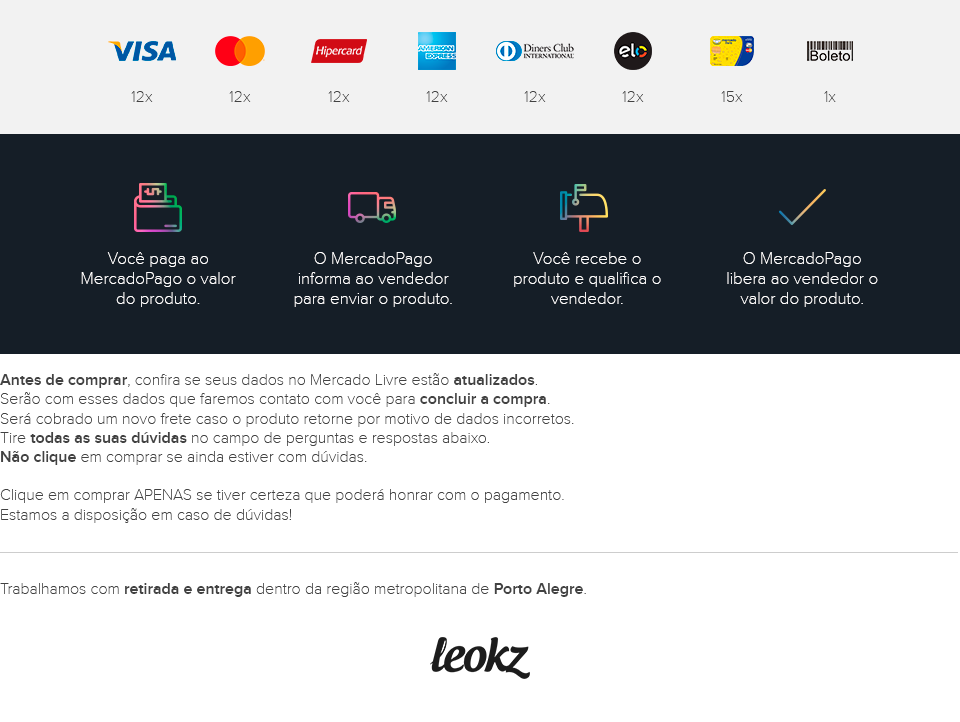 VISA
Hipercard
AMERICAN EXPRESS
Diners Club INTERNATIONAL
elo
Boleto
12x 12x 12x 12x 12x 12x 15x 1x
Você paga ao
MercadoPago o valor
do produto.
O MercadoPago
informa ao vendedor
para enviar o produto.
Você recebe o
produto e qualifica o
vendedor.
O MercadoPago
libera ao vendedor o
valor do produto.
Antes de comprar, confira se seus dados no Mercado Livre estão atualizados.
Serão com esses dados que faremos contato com você para concluir a compra.
Será cobrado um novo frete caso o produto retorne por motivo de dados incorretos.
Tire todas as suas dúvidas no campo de perguntas e respostas abaixo.
Não clique em comprar se ainda estiver com dúvidas.
Clique em comprar APENAS se tiver certeza que poderá honrar com o pagamento.
Estamos a disposição em caso de dúvidas!
Trabalhamos com retirada e entrega dentro da região metropolitana de Porto Alegre.
leokz